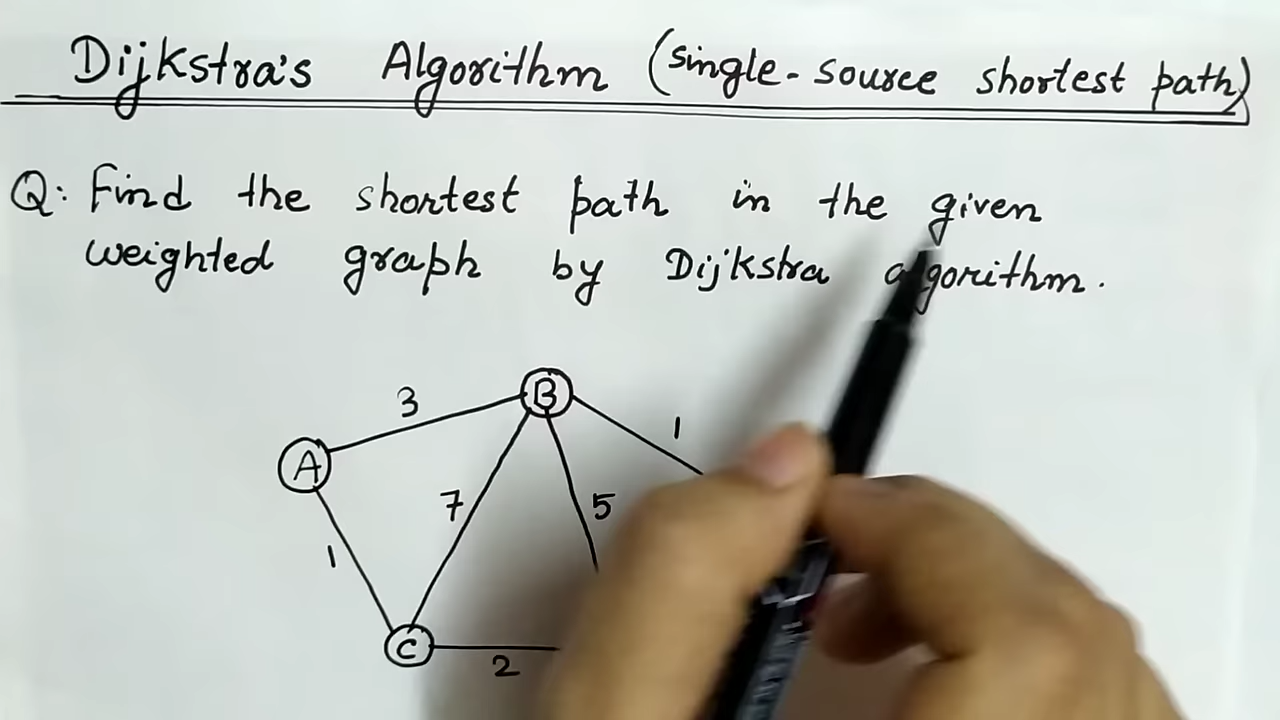 Dijkstra's Algorithm (single-source shortest path)
Q: Find the shortest path in the given
weighted graph by Dijkstra algorithm.
B
3
1
A
7
5
1
C
2